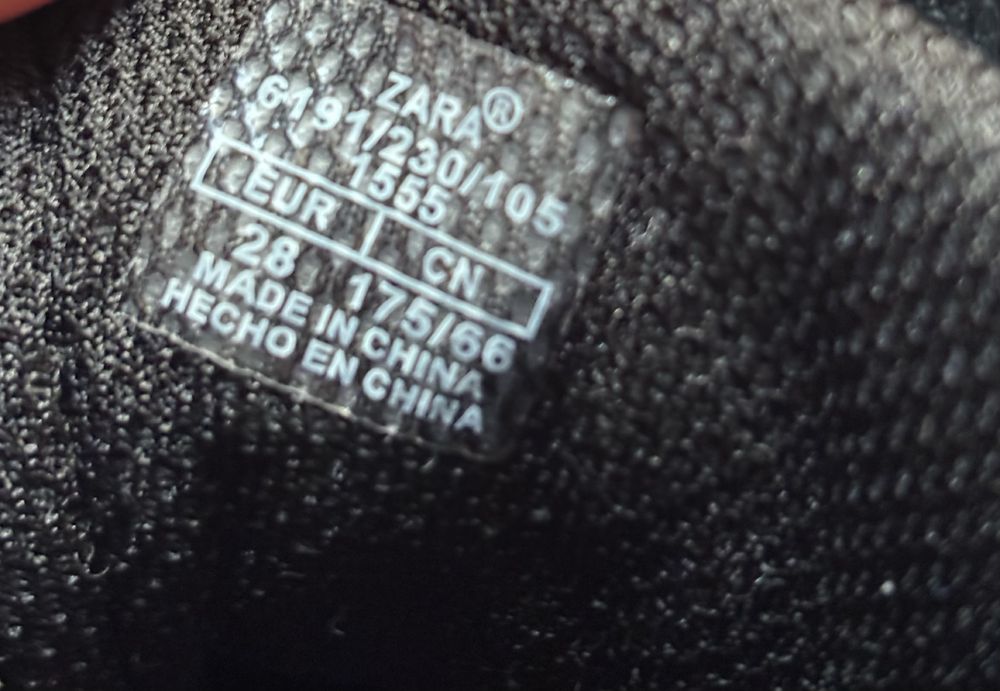 ZARA®
6191/230/105
1555
EUR CN
28 175/66
MADE IN CHINA
HECHO EN CHINA